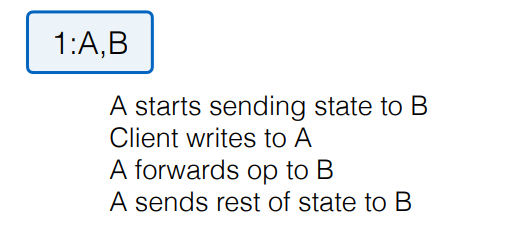 1:A,B
A starts sending state to B
Client writes to A
A forwards op to B
A sends rest of state to B